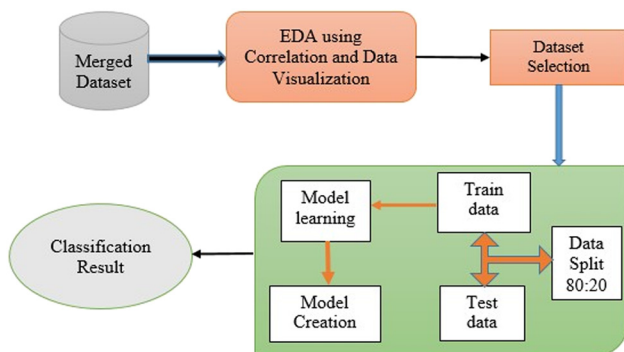 Merged
Dataset
EDA using
Correlation and Data
Visualization
Dataset
Selection
Model
learning
Train
data
Data
Split
80:20
Model
Creation
Test
data
Classification
Result